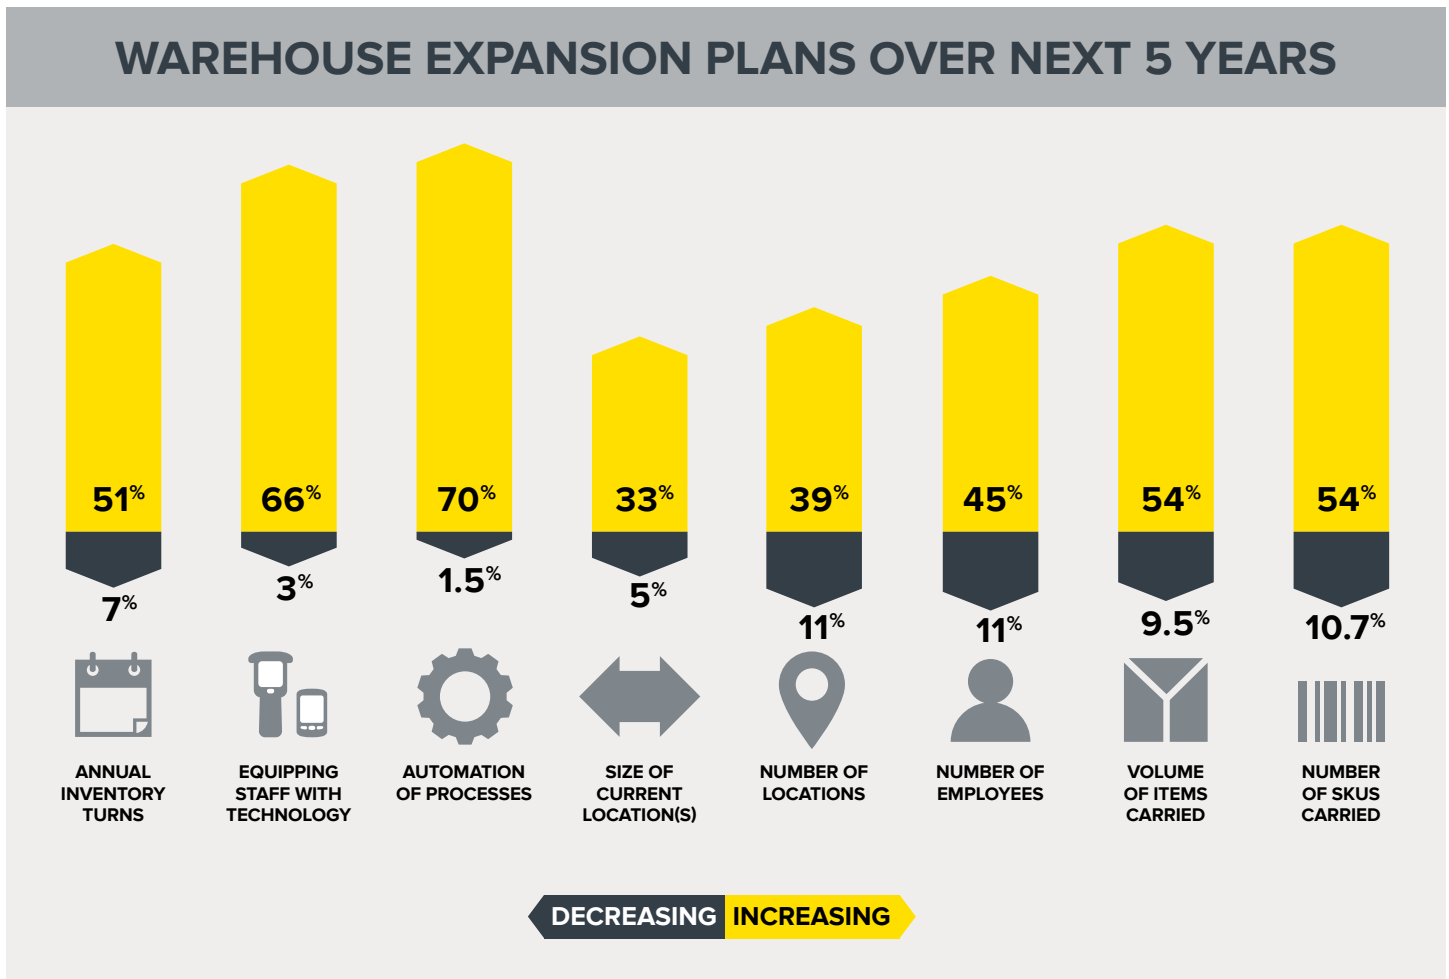 WAREHOUSE EXPANSION PLANS OVER NEXT 5 YEARS
51%
66%
70%
33%
39%
45%
54%
54%
7%
3%
1.5%
5%
11%
11%
9.5%
10.7%
ANNUAL
INVENTORY
TURNS
EQUIPPING
STAFF WITH
TECHNOLOGY
AUTOMATION
OF PROCESSES
SIZE OF
CURRENT
LOCATION(S)
NUMBER OF
LOCATIONS
NUMBER OF
EMPLOYEES
VOLUME
OF ITEMS
CARRIED
NUMBER
OF SKUS
CARRIED
DECREASING INCREASING